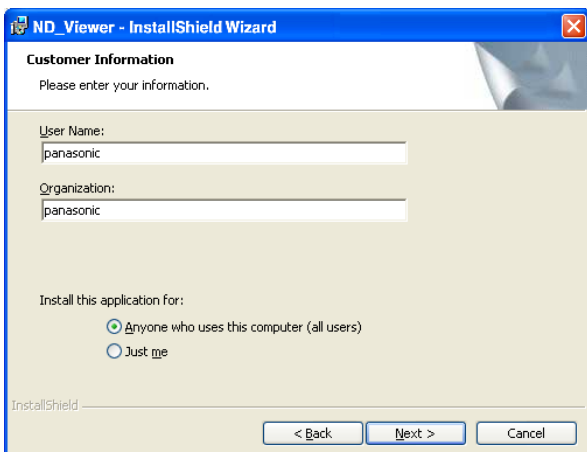 ND_Viewer - InstallShield Wizard
Customer Information
Please enter your information.
User Name:
panasonic
Organization:
panasonic
Install this application for:
Anyone who uses this computer (all users)
Just me
InstallShield
< Back Next > Cancel